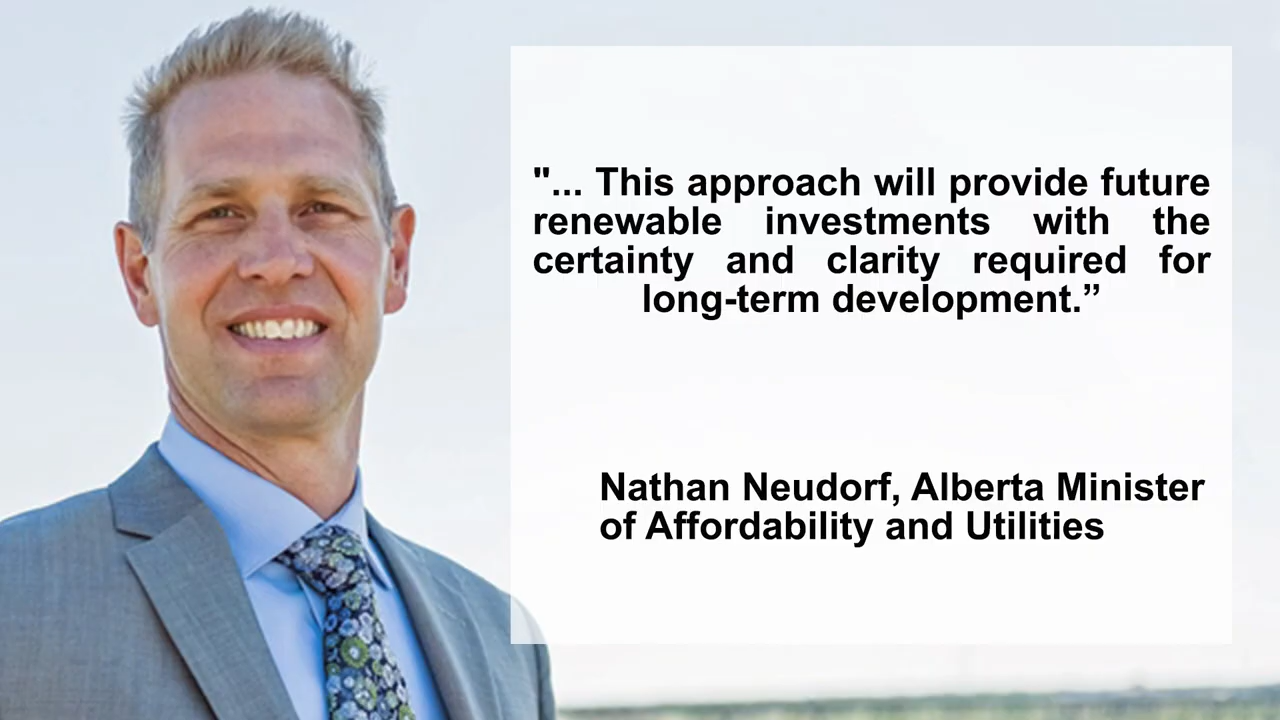 "... This approach will provide future
renewable investments with the
certainty and clarity required for
long-term development.”
Nathan Neudorf, Alberta Minister
of Affordability and Utilities